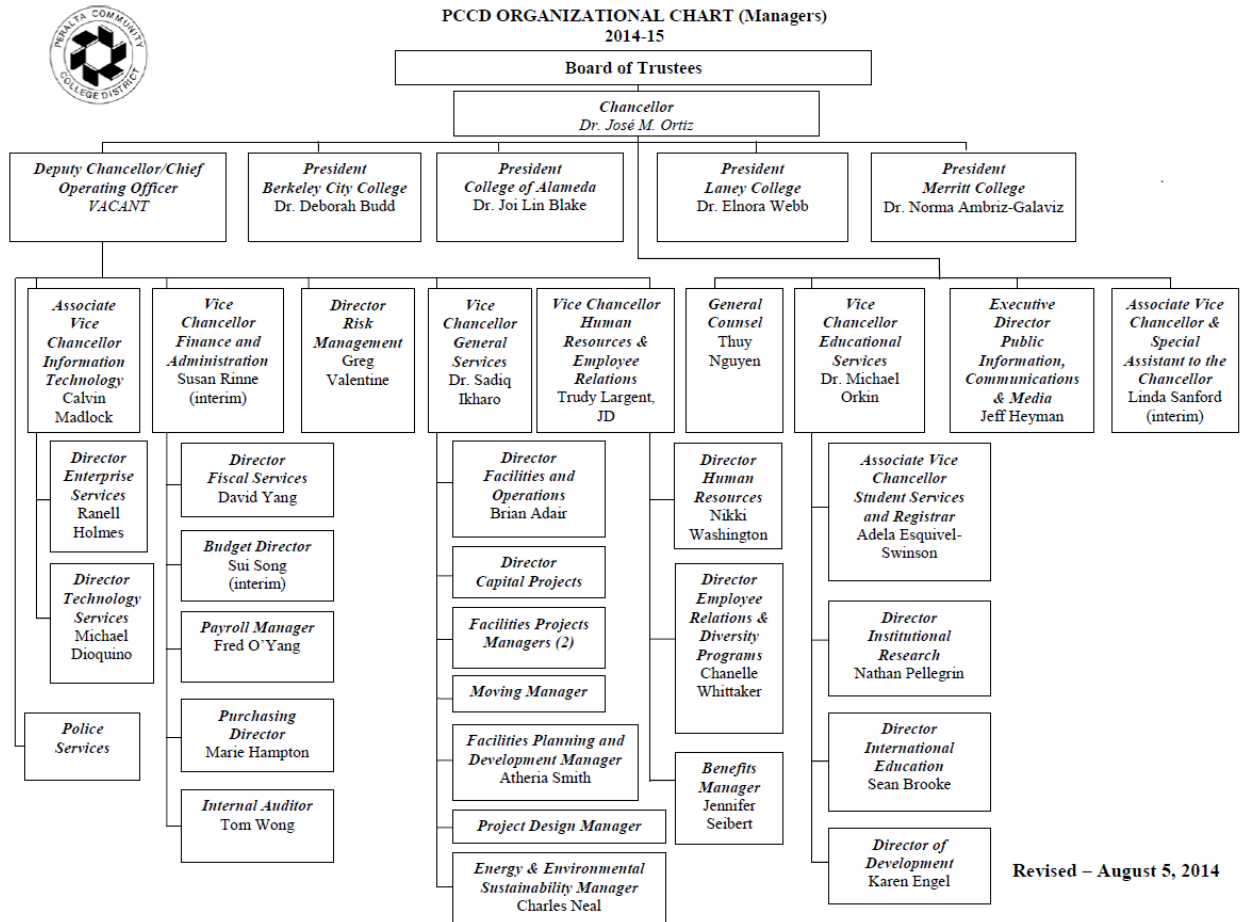 PERALTA COMMUNITY
COLLEGE DISTRICT
PCCD ORGANIZATIONAL CHART (Managers)
2014-15
Board of Trustees
Chancellor
Dr. José M. Ortiz
Deputy Chancellor/Chief
Operating Officer
VACANT
President
Berkeley City College
Dr. Deborah Budd
President
College of Alameda
Dr. Joi Lin Blake
President
Laney College
Dr. Elnora Webb
President
Merritt College
Dr. Norma Ambriz-Galaviz
Associate
Vice
Chancellor
Information
Technology
Calvin
Madlock
Vice
Chancellor
Finance and
Administration
Susan Rinne
(interim)
Director
Risk
Management
Greg
Valentine
Vice
Chancellor
General
Services
Dr. Sadiq
Ikharo
Vice Chancellor
Human
Resources &
Employee
Relations
Trudy Largent,
JD
General
Counsel
Thuy
Nguyen
Vice
Chancellor
Educational
Services
Dr. Michael
Orkin
Executive
Director
Public
Information,
Communications
& Media
Jeff Heyman
Associate Vice
Chancellor &
Special
Assistant to the
Chancellor
Linda Sanford
(interim)
Director
Enterprise
Services
Ranell
Holmes
Director
Technology
Services
Michael
Dioquino
Police
Services
Director
Fiscal Services
David Yang
Budget Director
Sui Song
(interim)
Payroll Manager
Fred O'Yang
Purchasing
Director
Marie Hampton
Internal Auditor
Tom Wong
Director
Facilities and
Operations
Brian Adair
Director
Capital Projects
Facilities Projects
Managers (2)
Moving Manager
Facilities Planning and
Development Manager
Atheria Smith
Project Design Manager
Energy & Environmental
Sustainability Manager
Charles Neal
Director
Human
Resources
Nikki
Washington
Director
Employee
Relations &
Diversity
Programs
Chanelle
Whittaker
Benefits
Manager
Jennifer
Seibert
Associate Vice
Chancellor
Student Services
and Registrar
Adela Esquivel-
Swinson
Director
Institutional
Research
Nathan Pellegrin
Director
International
Education
Sean Brooke
Director of
Development
Karen Engel
Revised – August 5, 2014